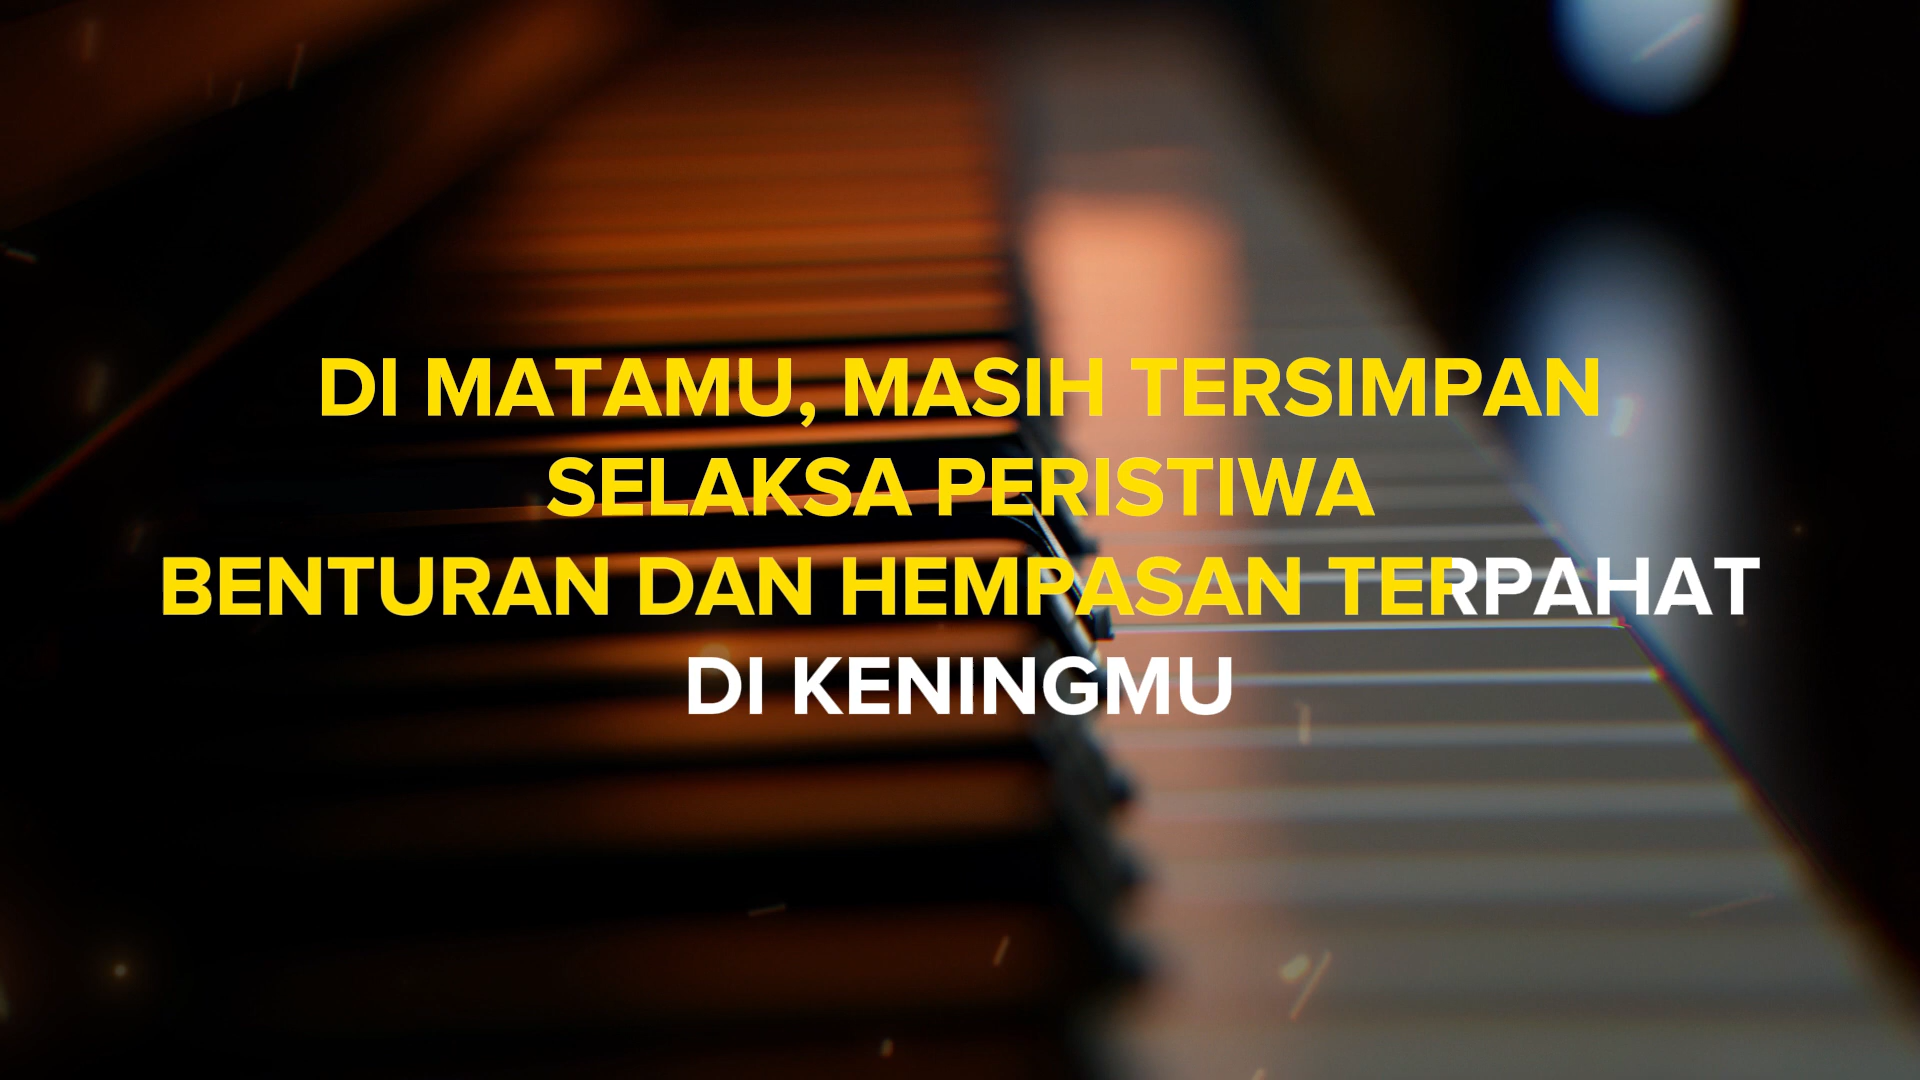 DI MATAMU, MASIH TERSIMPAN
SELAKSA PERISTIWA
BENTURAN DAN HEMPASAN TERPAHAT
DI KENINGMU